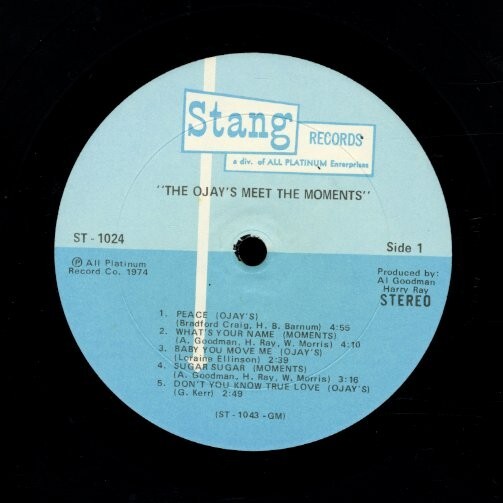 Stang
RECORDS
a div. of ALL PLATINUM Enterprises
"THE OJAY'S MEET THE MOMENTS"
ST - 1024
Side 1
Ⓟ All Platinum
Record Co. 1974
Produced by:
Al Goodman
Harry Ray
STEREO
1. PEACE (OJAY'S)
(Bradford Craig, H. B. Barnum) 4:55
2. WHAT'S YOUR NAME (MOMENTS)
(A. Goodman, H. Ray, W. Morris) 4:10
3. BABY YOU MOVE ME (OJAY'S)
(Loraine Ellinson) 2:39
4. SUGAR SUGAR (MOMENTS)
(A. Goodman, H. Ray, W. Morris) 3:16
5. DON'T YOU KNOW TRUE LOVE (OJAY'S)
(G. Kerr) 2:49
(ST - 1043 -GM)